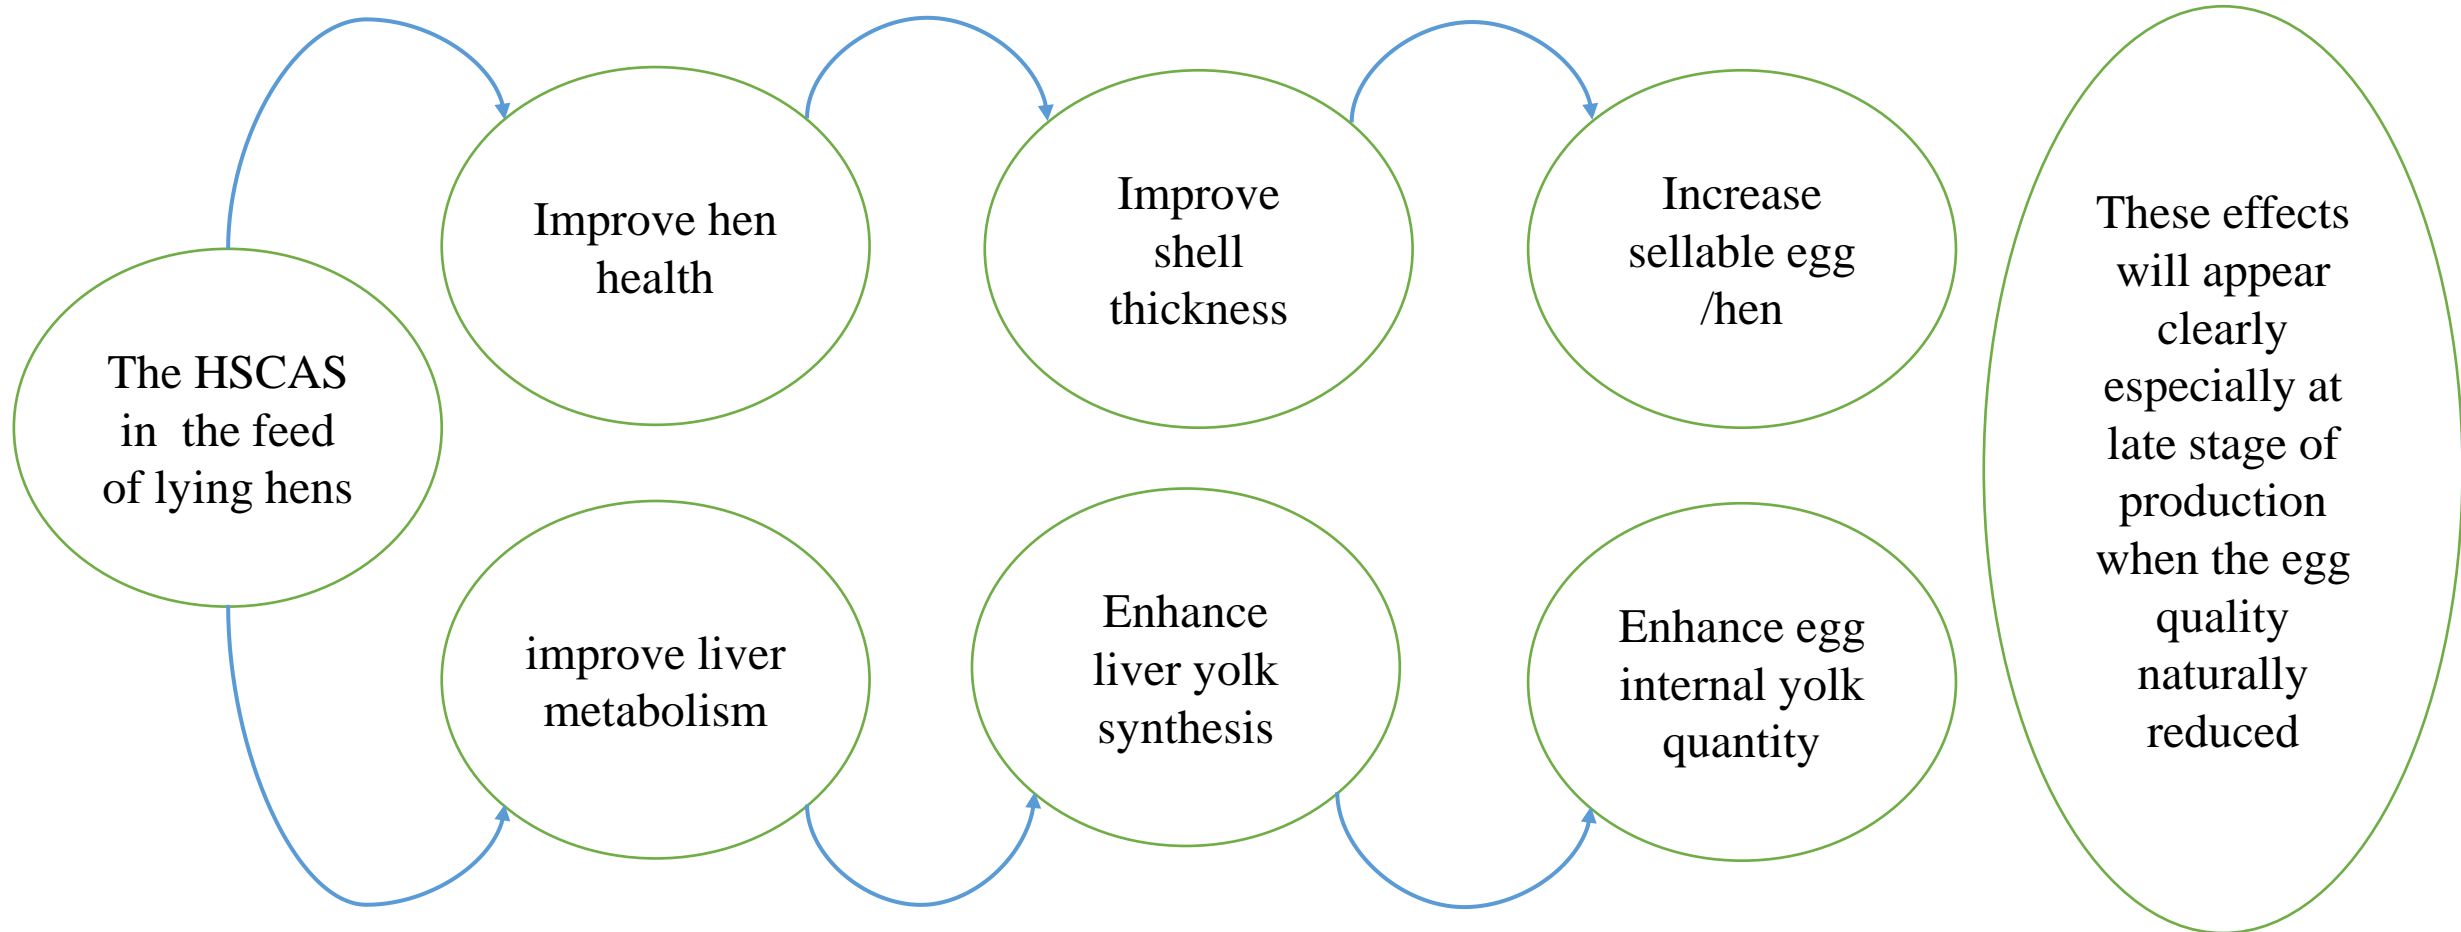 The HSCAS
in  the feed
of lying hens
Improve hen
health
Improve
shell
thickness
Increase
sellable egg
/hen
improve liver
metabolism
Enhance
liver yolk
synthesis
Enhance egg
internal yolk
quantity
These effects
will appear
clearly
especially at
late stage of
production
when the egg
quality
naturally
reduced